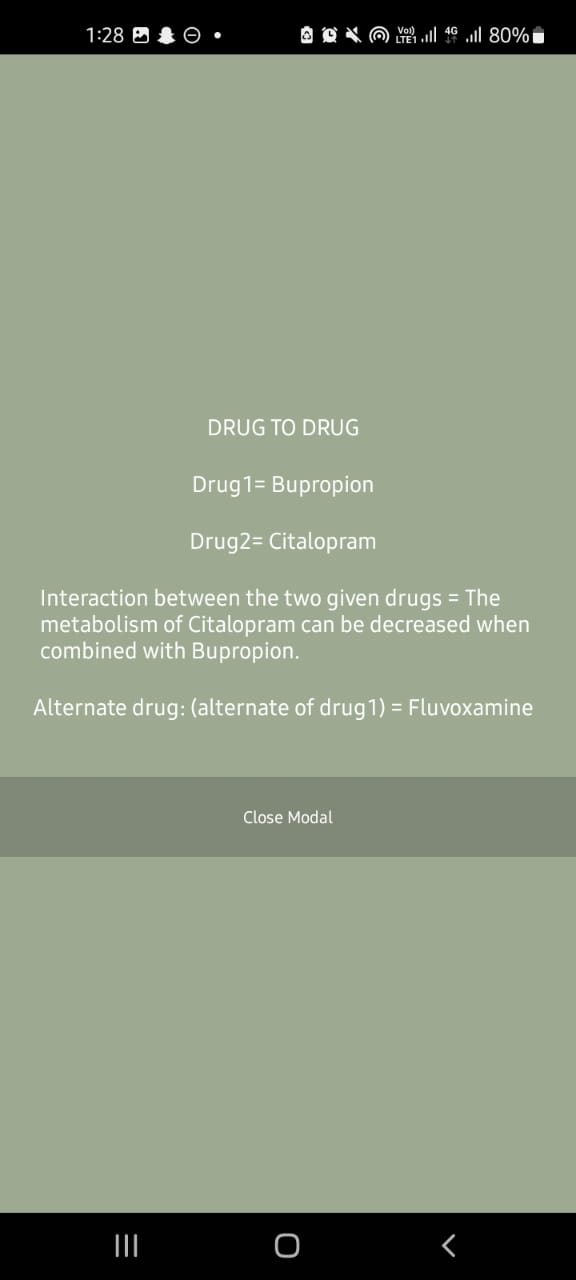 1:28
Vo)) 4G
LTE1
80%
DRUG TO DRUG
Drug1= Bupropion
Drug2= Citalopram
Interaction between the two given drugs = The
metabolism of Citalopram can be decreased when
combined with Bupropion.
Alternate drug: (alternate of drug1) = Fluvoxamine
Close Modal